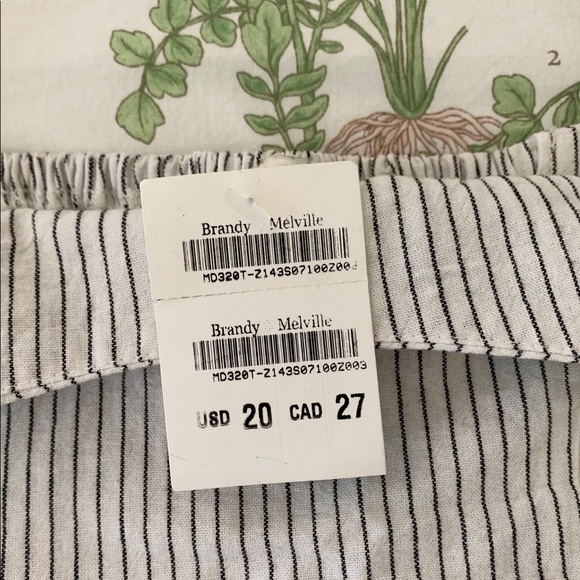 2
Brandy Melville
MD320T-Z143S07100Z003
Brandy Melville
MD320T-Z143S07100Z003
USD 20 CAD 27